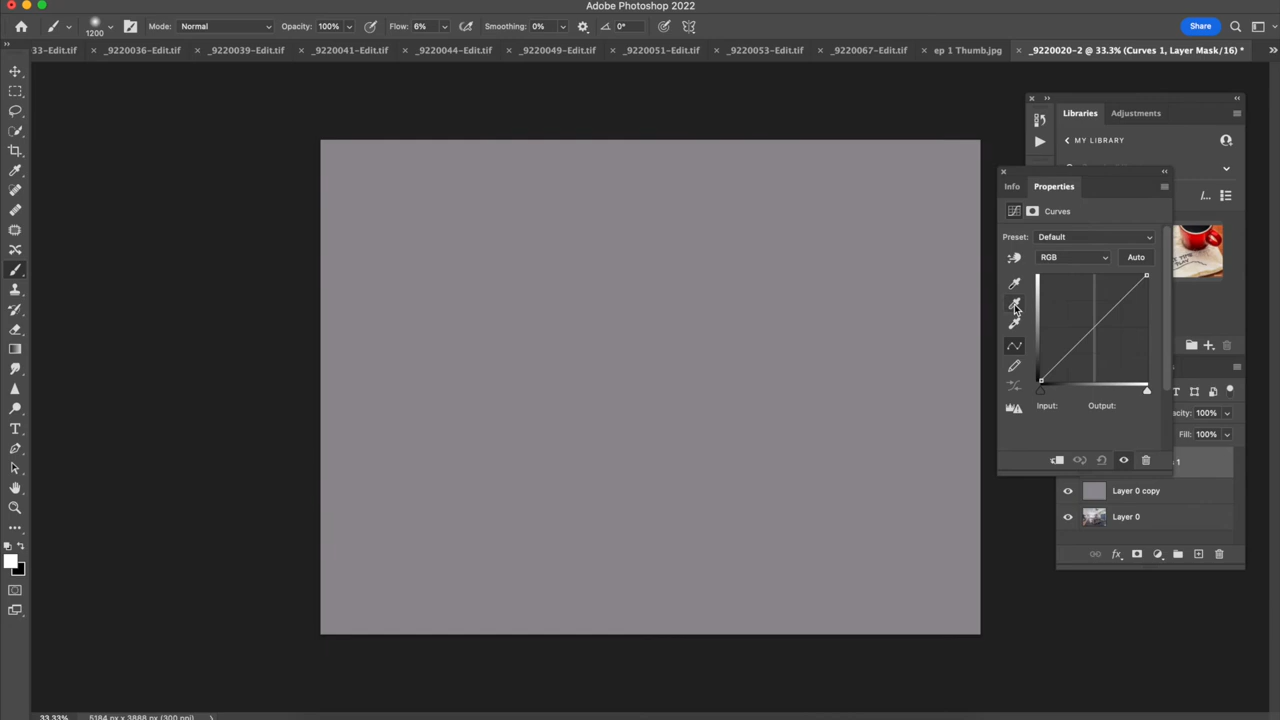 Adobe Photoshop 2022
1200 Mode: Normal Opacity: 100% Flow: 6% Smoothing: 0% 0° Share
33-Edit.tif × _9220036-Edit.tif × _9220039-Edit.tif × _9220041-Edit.tif × _9220044-Edit.tif × _9220049-Edit.tif × _9220051-Edit.tif × _9220053-Edit.tif × _9220067-Edit.tif × ep 1 Thumb.jpg × _9220020-2 @ 33.3% (Curves 1, Layer Mask/16) *
Libraries Adjustments
MY LIBRARY
Info Properties
Curves
Preset: Default
RGB Auto
Input: Output:
acity: 100%
Fill: 100%
1
Layer 0 copy
Layer 0
fx
33.33% 5184 px x 3888 px (300 ppi)